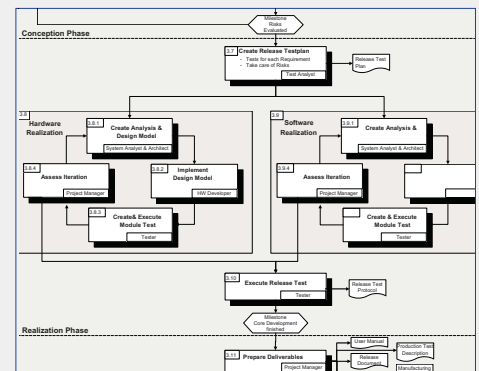 Milestone
Risks
Evaluated
Conception Phase
3.7
Create Release Testplan
- Tests for each Requirement
- Take care of Risks
Test Analyst
Release Test
Plan
3.8
Hardware
Realization
3.8.1
Create Analysis &
Design Model
System Analyst & Architect
3.8.4
Assess Iteration
Project Manager
3.8.2
Implement
Design Model
HW Developer
3.8.3
Create& Execute
Module Test
Tester
3.9
Software
Realization
3.9.1
Create Analysis &
System Analyst & Architect
3.9.4
Assess Iteration
Project Manager
Create & Execute
Module Test
Tester
3.10
Execute Release Test
Tester
Release Test
Protocol
Milestone
Core Development
finished
Realization Phase
3.11
Prepare Deliverables
Project Manager
User Manual
Release
Document
Production Test
Description
Manufacturing